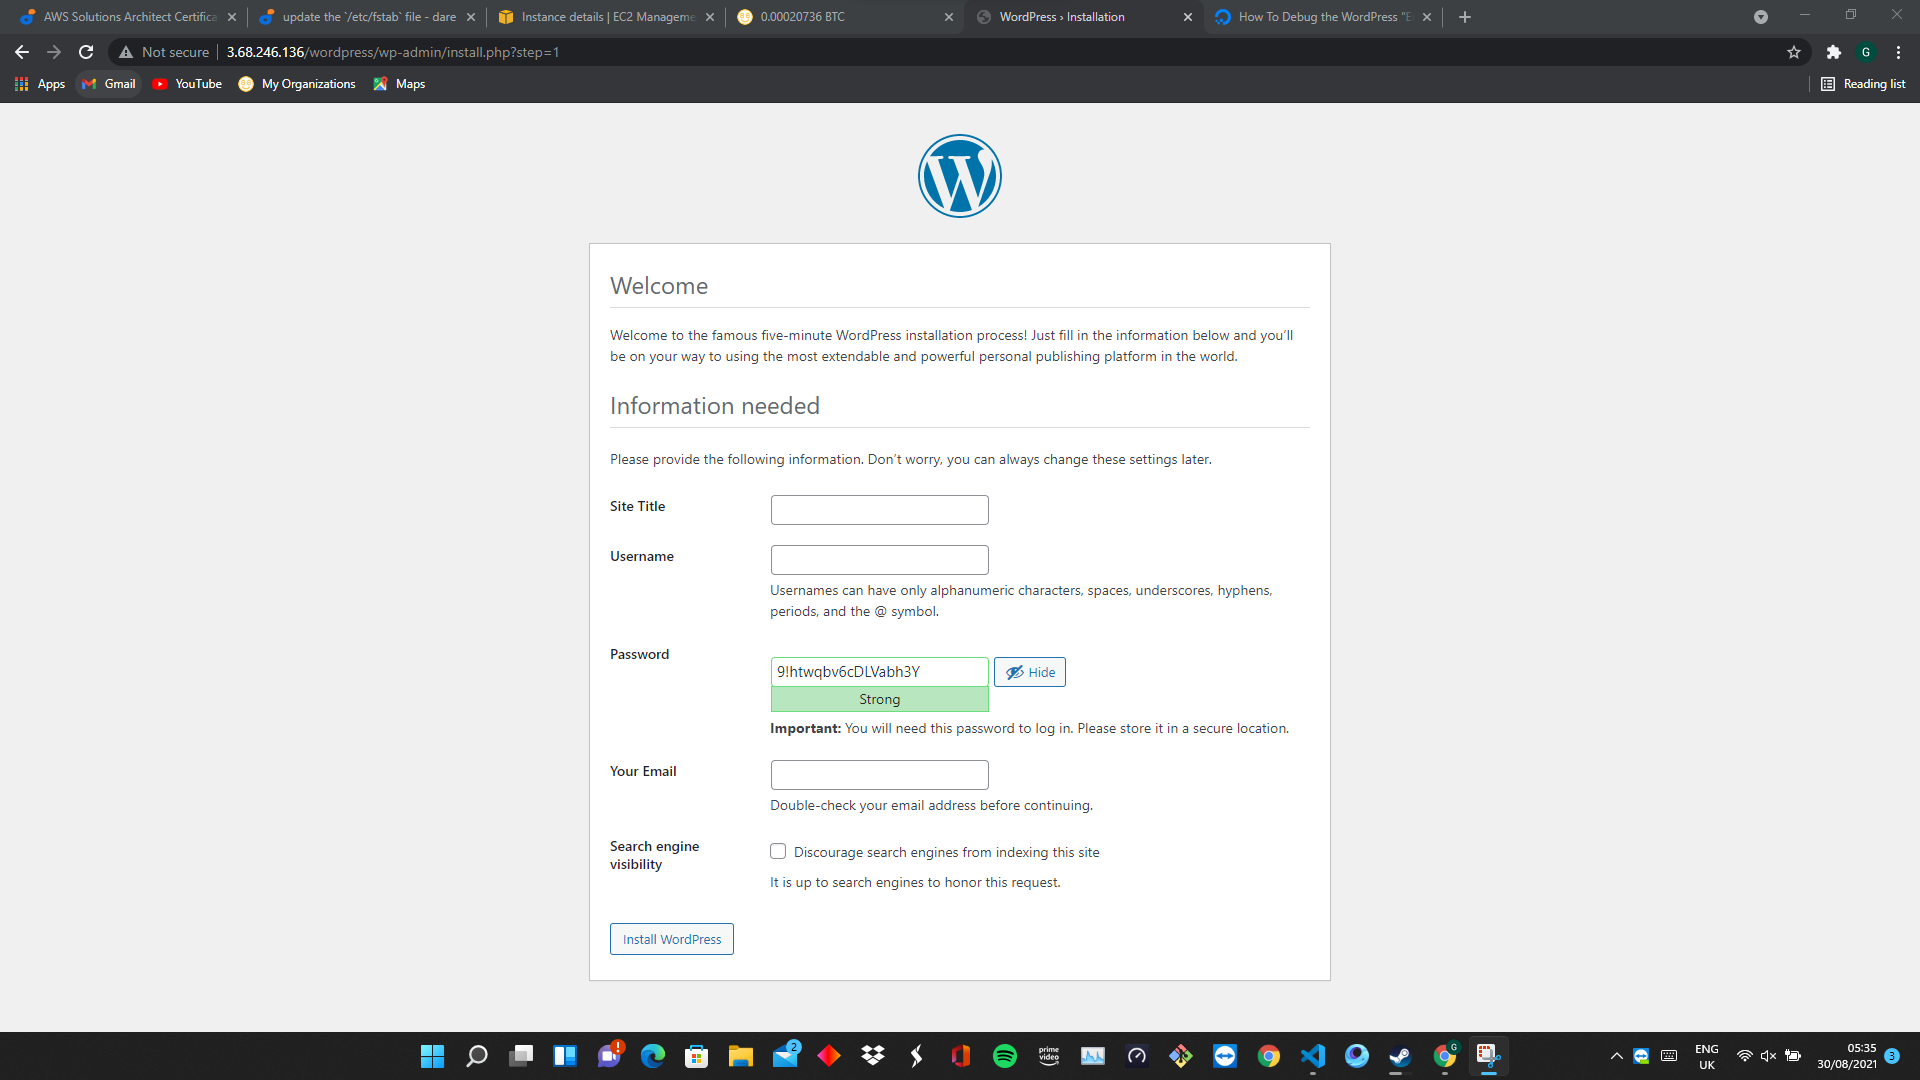 AWS Solutions Architect Certifica
update the `/etc/fstab` file - dare
Instance details | EC2 Manageme
0.00020736 BTC
WordPress › Installation
How To Debug the WordPress "E
Not secure
3.68.246.136/wordpress/wp-admin/install.php?step=1
G
Apps
Gmail
YouTube
My Organizations
Maps
Reading list
Welcome
Welcome to the famous five-minute WordPress installation process! Just fill in the information below and you’ll
be on your way to using the most extendable and powerful personal publishing platform in the world.
Information needed
Please provide the following information. Don’t worry, you can always change these settings later.
Site Title
Username
Usernames can have only alphanumeric characters, spaces, underscores, hyphens,
periods, and the @ symbol.
Password
9!htwqbv6cDLVabh3Y
Hide
Strong
Important: You will need this password to log in. Please store it in a secure location.
Your Email
Double-check your email address before continuing.
Search engine
visibility
Discourage search engines from indexing this site
It is up to search engines to honor this request.
Install WordPress
2
prime
video
G
ENG
UK
05:35
30/08/2021
3